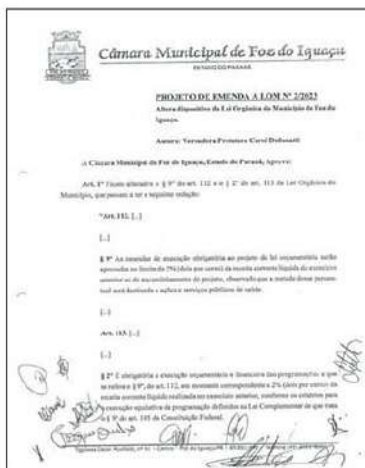 Câmara Municipal de Foz do Iguaçu
ESTADO DO PARANÁ
PROJETO DE EMENDA A LOM Nº 2/2023
Altera dispositivo da Lei Orgânica do Município de Foz do
Iguaçu.
Autora: Vereadora Protetora Carol Dedonatti
A Câmara Municipal de Foz do Iguaçu, Estado do Paraná, Aprova:
Art. 1º Ficam alterados o § 9º do art. 112 e o § 2º do art. 113 da Lei Orgânica do
Município, que passam a ter a seguinte redação:
"Art. 112. [...]
[...]
§ 9º As emendas de execução obrigatória ao projeto de lei orçamentária serão
aprovadas no limite de 2% (dois por cento) da receita corrente líquida do exercício
anterior ao do encaminhamento do projeto, observado que a metade desse percen-
tual será destinada a ações e serviços públicos de saúde.
[...]
Art. 113. [...]
[...]
§ 2º É obrigatória a execução orçamentária e financeira das programações a que
se refere o § 9º, do art. 112, em montante correspondente a 2% (dois por cento) da
receita corrente líquida realizada no exercício anterior, conforme os critérios para
a execução equitativa da programação definidos na Lei Complementar de que trata
o § 9º do art. 165 da Constituição Federal.